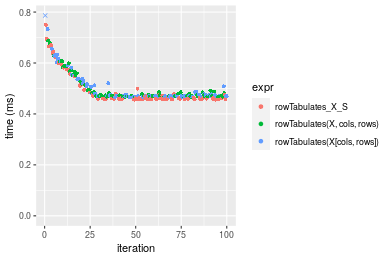 0.8
0.6
0.4
0.2
0.0
time (ms)
0
25
50
75
100
iteration
expr
rowTabulates_X_S
rowTabulates(X, cols, rows)
rowTabulates(X[cols, rows])